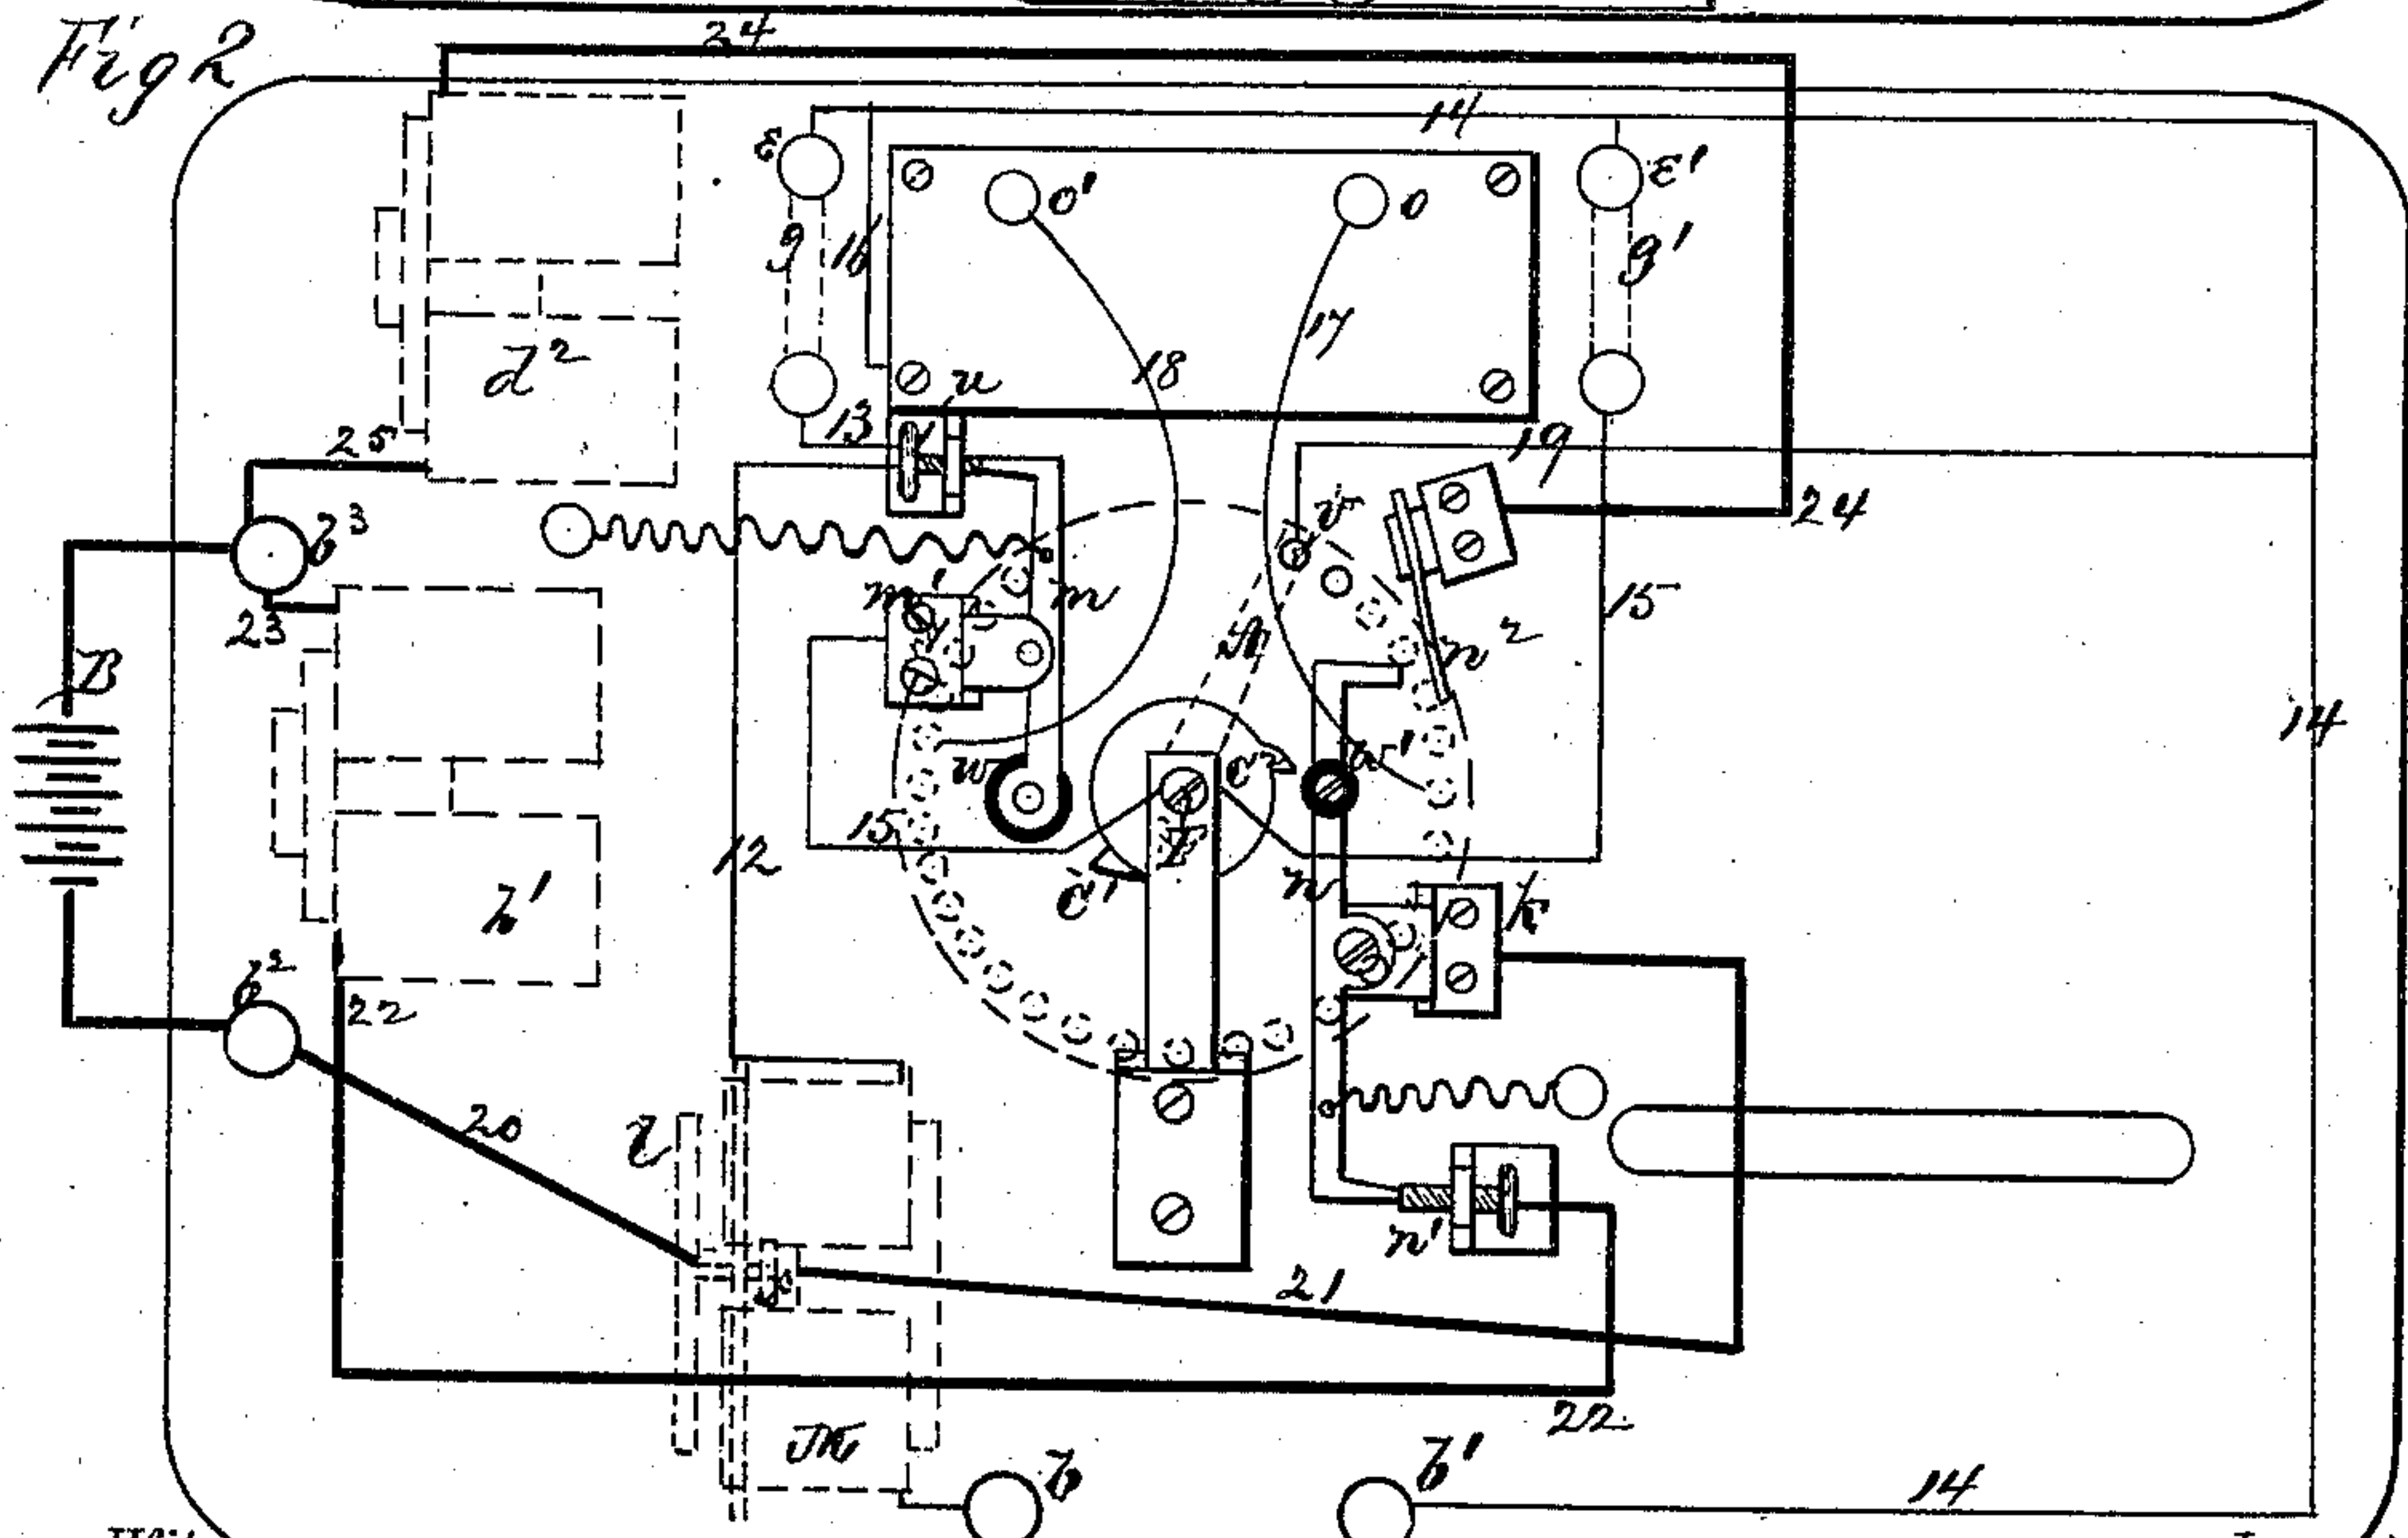 Fig 2
24
14
ε
o'
o
ε'
g
16
g'
17
18
d²
u
13
25
19
v
24
b³
m'
m
15
23
n²
B
14
h'
c²
w
15
12
c'
n
k
h'
b²
22
20
l
n'
21
22
M
b
b'
14